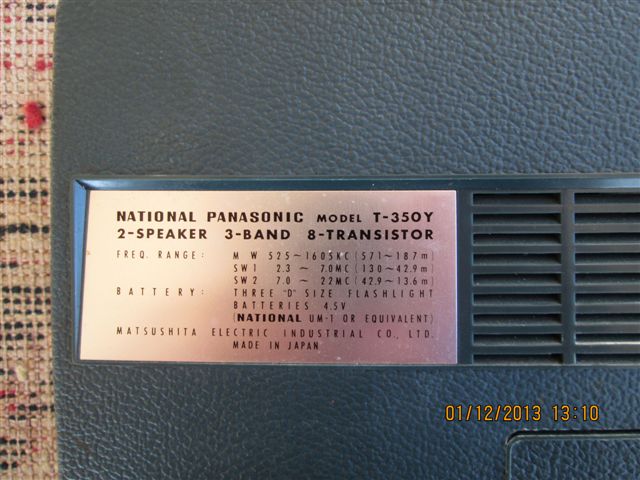 NATIONAL PANASONIC MODEL T-350Y
2-SPEAKER 3-BAND 8-TRANSISTOR
FREQ. RANGE: MW 525~1605KC (571~187m)
SW1 2.3~7.0MC (130~42.9m)
SW2 7.0~22MC (42.9~13.6m)
BATTERY: THREE "D" SIZE FLASHLIGHT
BATTERIES 4.5V
(NATIONAL UM-1 OR EQUIVALENT)
MATSUSHITA ELECTRIC INDUSTRIAL CO., LTD.
MADE IN JAPAN
01/12/2013 13:10